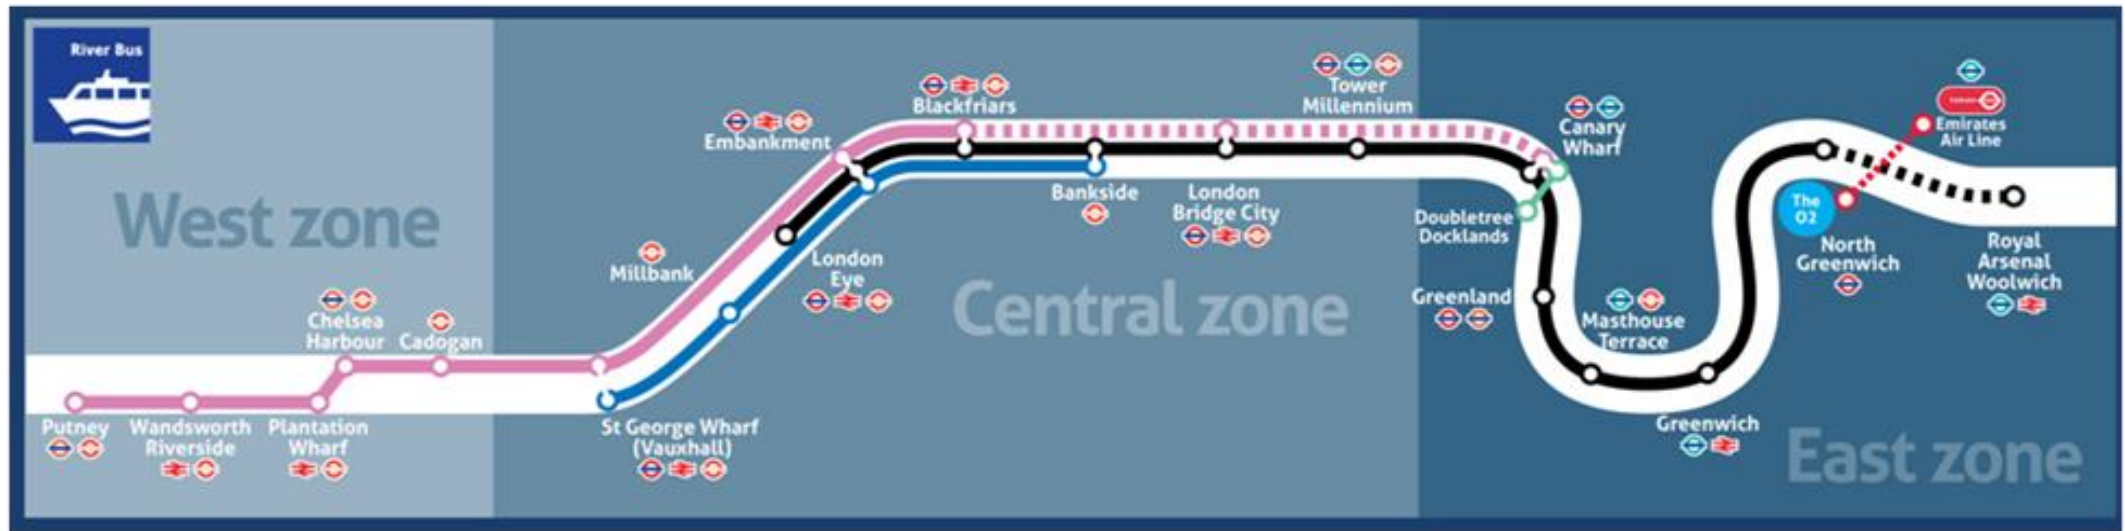 River Bus
West zone
Central zone
East zone
Putney
Wandsworth
Riverside
Plantation
Wharf
Chelsea
Harbour
Cadogan
St George Wharf
(Vauxhall)
Millbank
Embankment
London
Eye
Blackfriars
Bankside
London
Bridge City
Tower
Millennium
Canary
Wharf
Doubletree
Docklands
Greenland
Masthouse
Terrace
Greenwich
The
O2
North
Greenwich
Emirates
Air Line
Royal
Arsenal
Woolwich